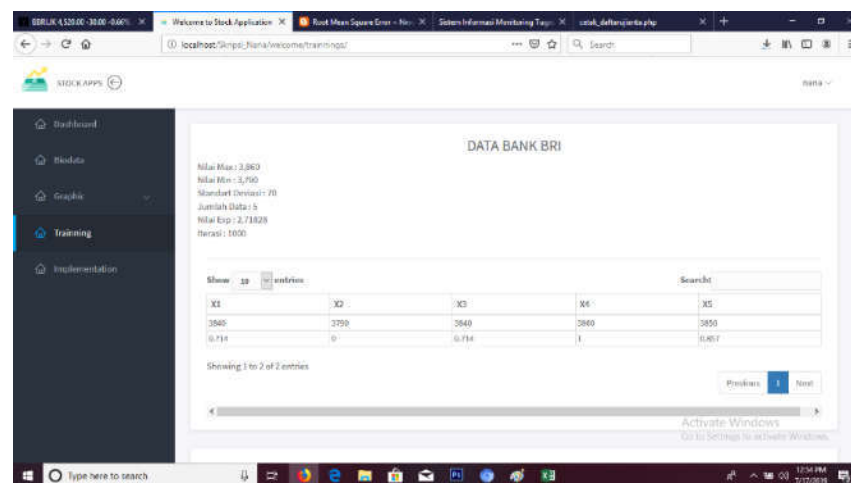 BBRI.JK 4,520.00 -30.00 -0.66%
Welcome to Stock Application
Root Mean Square Error – Nev
Sistem Informasi Monitoring
cetak_daftarujianta.php
localhost/Skripsi_Nana/welcome/trainnings/
Search
STOCK APPS
nana
Dashboard
Biodata
Graphic
Trainning
Implementation
DATA BANK BRI
Nilai Max : 3,860
Nilai Min : 3,790
Standart Deviasi : 70
Jumlah Data : 5
Nilai Exp : 2,71828
Iterasi : 1000
Show 10 entries
Search:
X1 X2 X3 X4 X5
3840 3790 3840 3860 3850
0.714 0 0.714 1 0.857
Showing 1 to 2 of 2 entries
Previous 1 Next
Activate Windows
Go to Settings to activate Windows.
Type here to search
12:54 PM